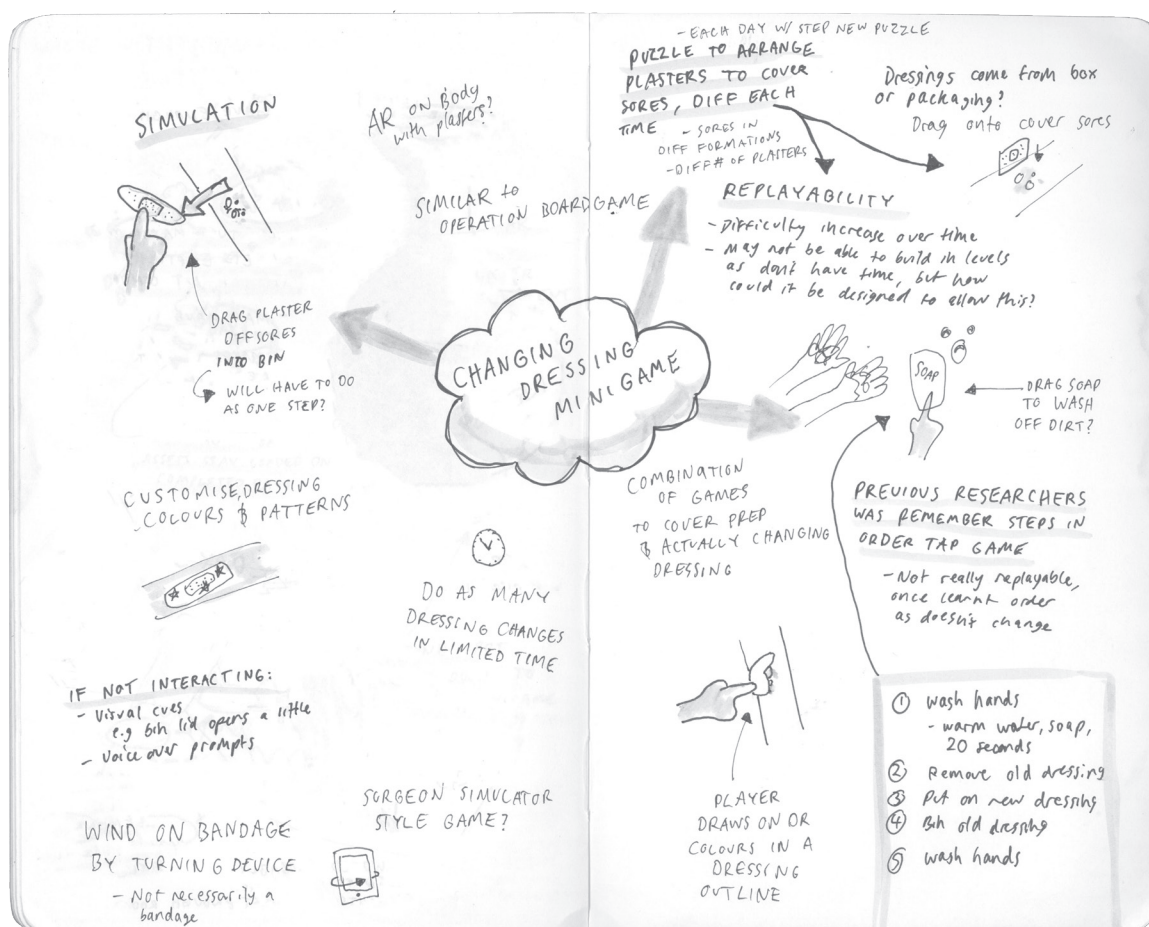 SIMULATION
DRAG PLASTER
OFF SORES
INTO BIN
WILL HAVE TO DO
AS ONE STEP?
AR ON BODY
with plasters?
SIMILAR TO
OPERATION BOARDGAME
CHANGING
DRESSING
MINIGAME
CUSTOMISE DRESSING
COLOURS & PATTERNS
DO AS MANY
DRESSING CHANGES
IN LIMITED TIME
IF NOT INTERACTING:
- Visual cues
e.g bin lid opens a little
- Voice over prompts
SURGEON SIMULATOR
STYLE GAME?
WIND ON BANDAGE
BY TURNING DEVICE
- Not necessarily a
bandage
- EACH DAY W/ STEP NEW PUZZLE
PUZZLE TO ARRANGE
PLASTERS TO COVER
SORES, DIFF EACH
TIME
- SORES IN
DIFF FORMATIONS
- DIFF # OF PLASTERS
Dressings come from box
or packaging?
Drag onto cover sores
REPLAYABILITY
- Difficulty increase over time
- May not be able to build in levels
as don't have time, but how
could it be designed to allow this?
SOAP
DRAG SOAP
TO WASH
OFF DIRT?
COMBINATION
OF GAMES
TO COVER PREP
& ACTUALLY CHANGING
DRESSING
PREVIOUS RESEARCHERS
WAS REMEMBER STEPS IN
ORDER TAP GAME
- Not really replayable,
once learnt order
as doesn't change
PLAYER
DRAWS ON OR
COLOURS IN A
DRESSING
OUTLINE
① wash hands
- warm water, soap,
20 seconds
② Remove old dressing
③ Put on new dressing
④ Bin old dressing
⑤ wash hands